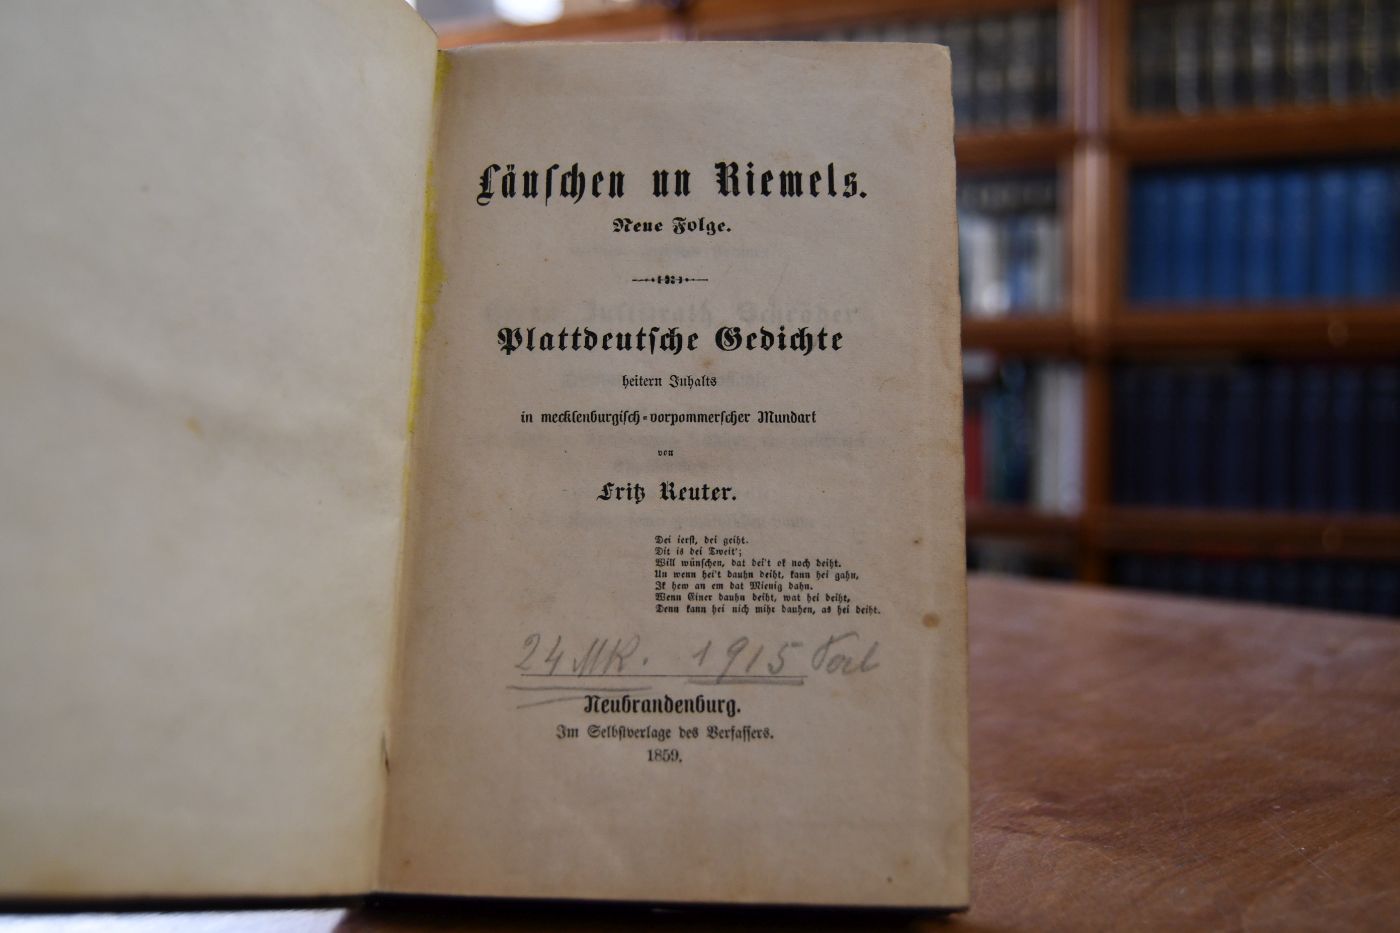 Läuschen un Riemels.
Neue Folge.
Plattdeutsche Gedichte
heitern Inhalts
in mecklenburgisch-vorpommerscher Mundart
von
Fritz Reuter.
Dei ierst, dei geiht.
Dit is dei Tweit';
Will wünschen, dat dei't ok noch deiht.
Un wenn hei't dauhn deiht, kann hei gahn,
Ik hew an em dat Mienig dahn.
Wenn Einer dauhn deiht, wat hei deiht,
Denn kann hei nich mihr dauhen, as hei deiht.
24 MK. 1915
Neubrandenburg.
Im Selbstverlage des Verfassers.
1859.